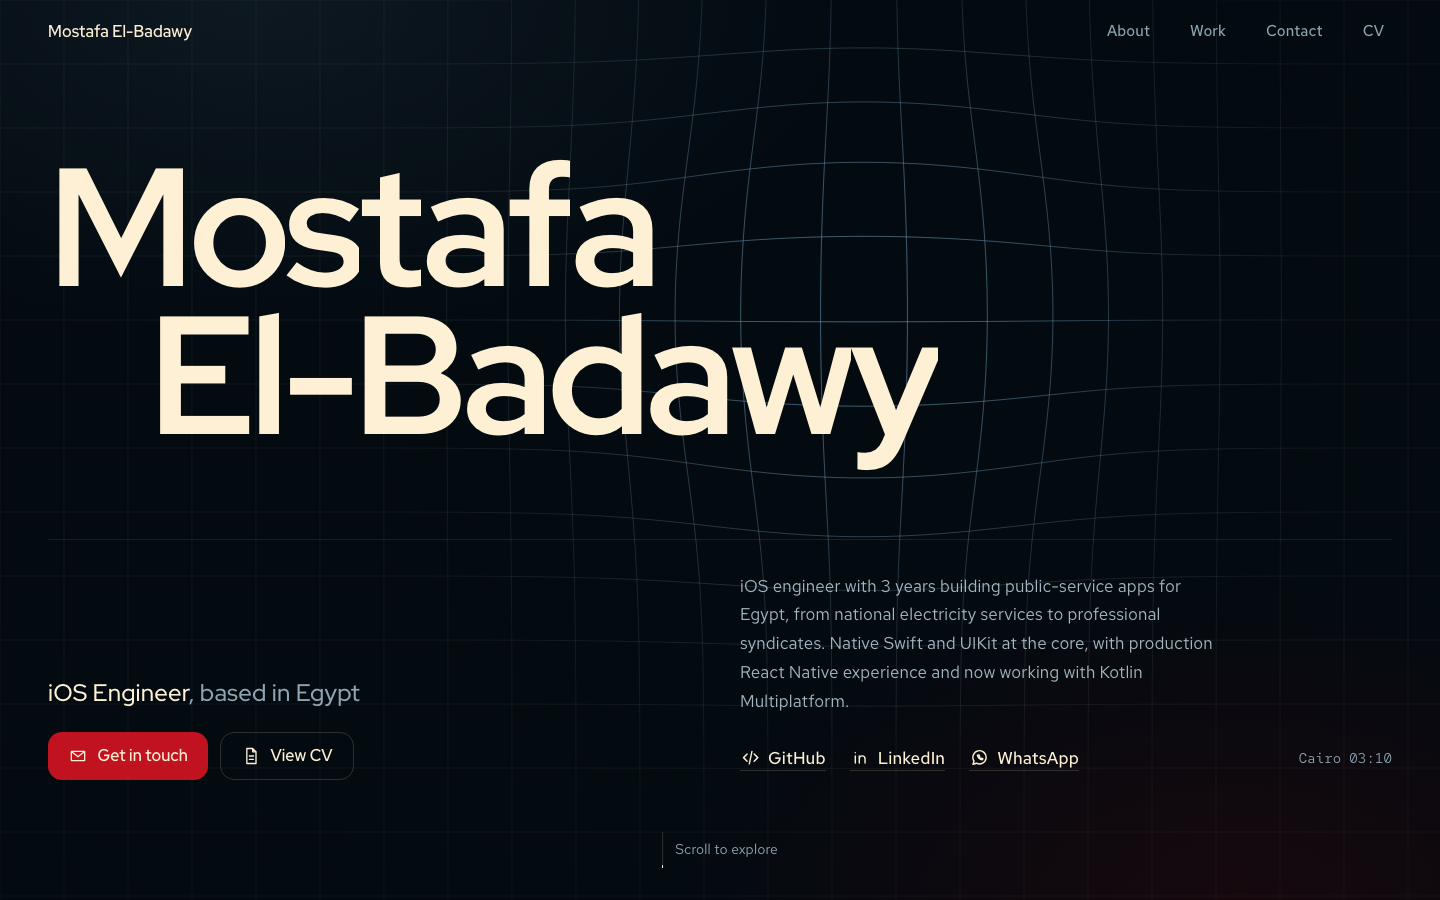 Mostafa El-Badawy
About Work Contact CV
Mostafa
El-Badawy
iOS engineer with 3 years building public-service apps for
Egypt, from national electricity services to professional
syndicates. Native Swift and UIKit at the core, with production
React Native experience and now working with Kotlin
Multiplatform.
iOS Engineer, based in Egypt
Get in touch View CV
GitHub LinkedIn WhatsApp
Cairo 03:10
Scroll to explore